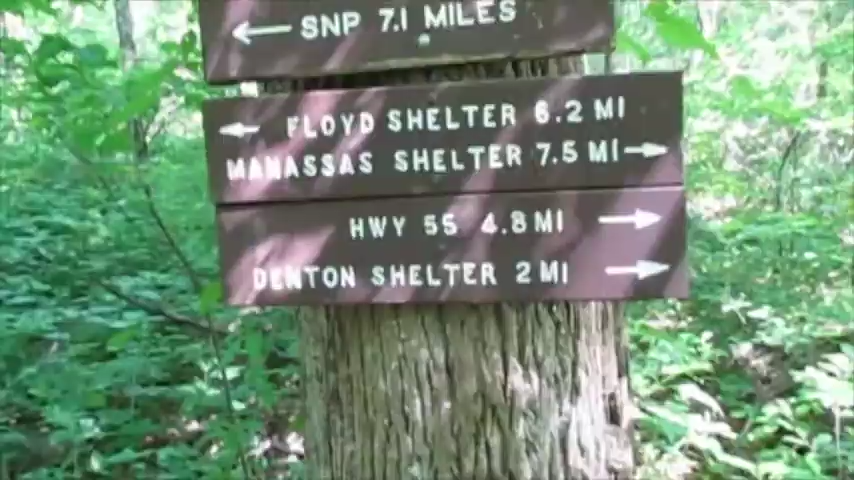 SNP 7.1 MILES
FLOYD SHELTER 6.2 MI
MANASSAS SHELTER 7.5 MI
HWY 55 4.8 MI
DENTON SHELTER 2 MI